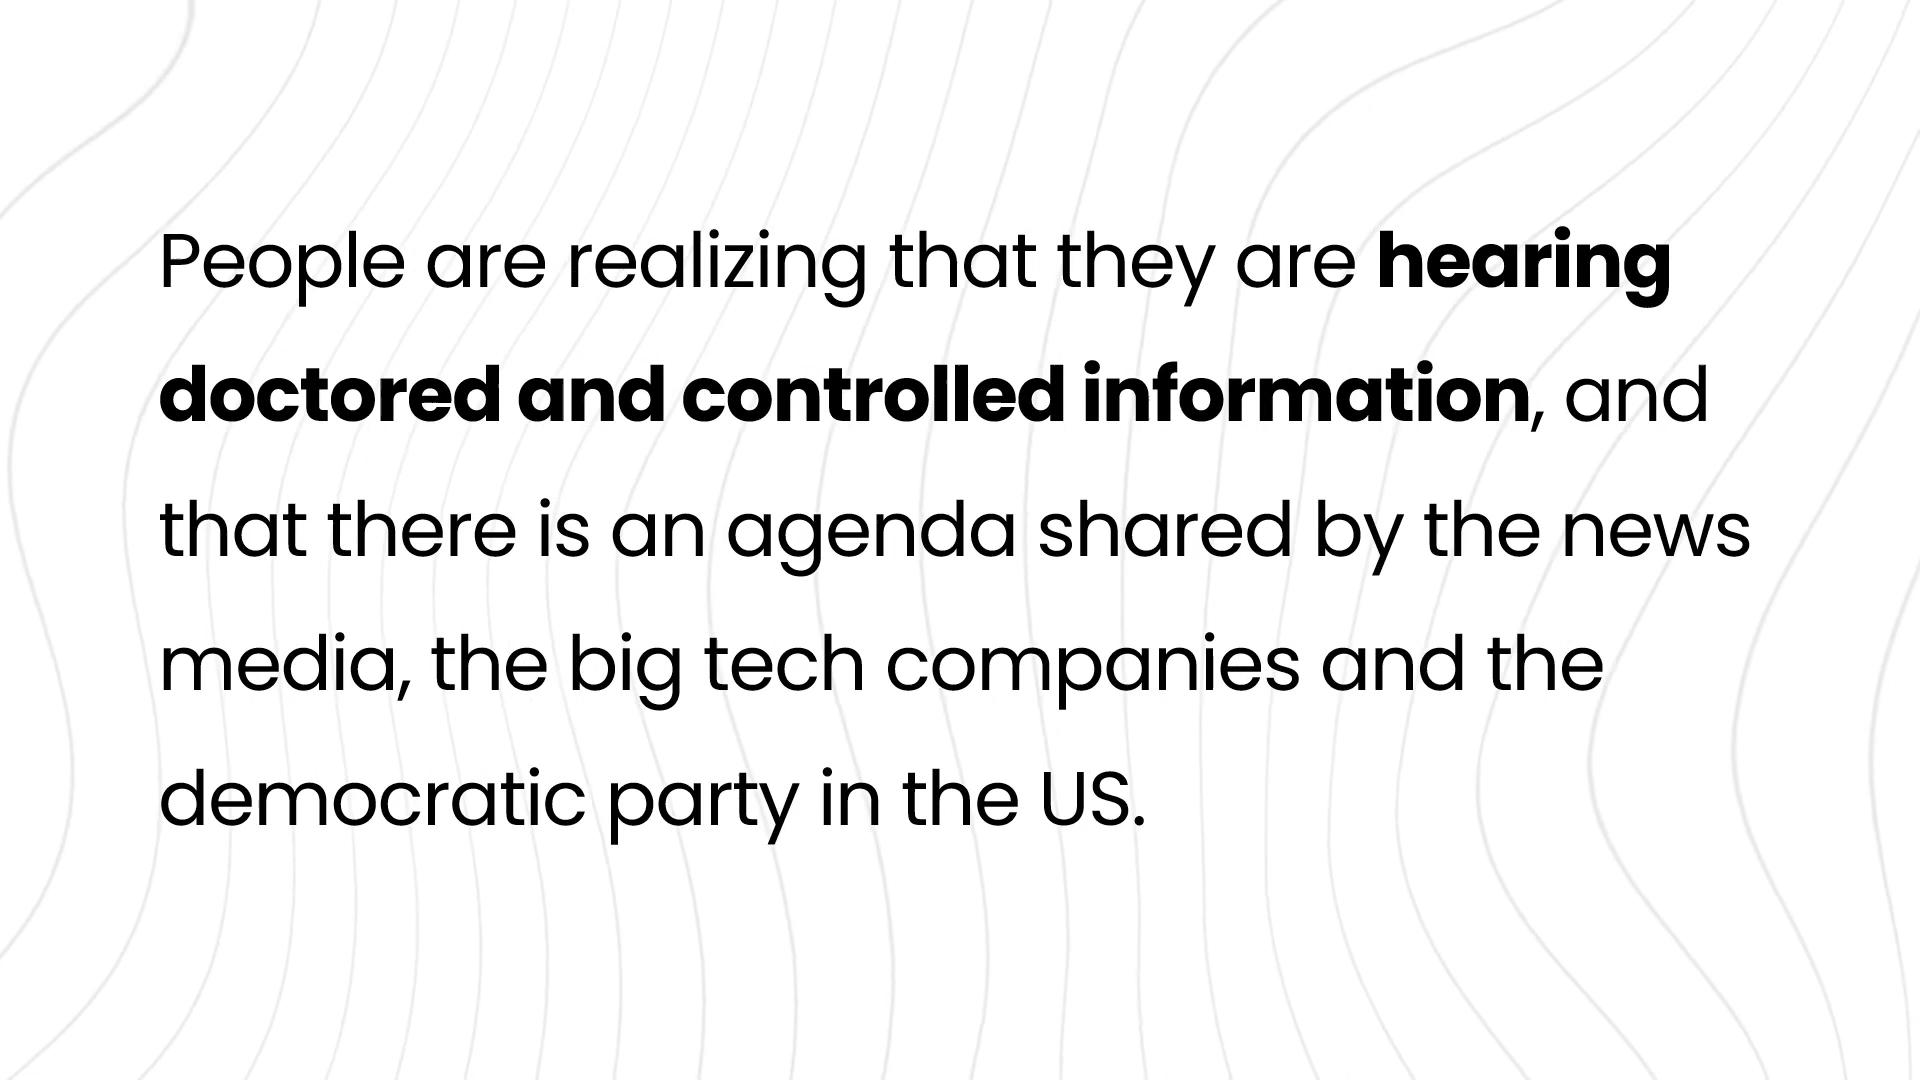 People are realizing that they are hearing
doctored and controlled information, and
that there is an agenda shared by the news
media, the big tech companies and the
democratic party in the US.